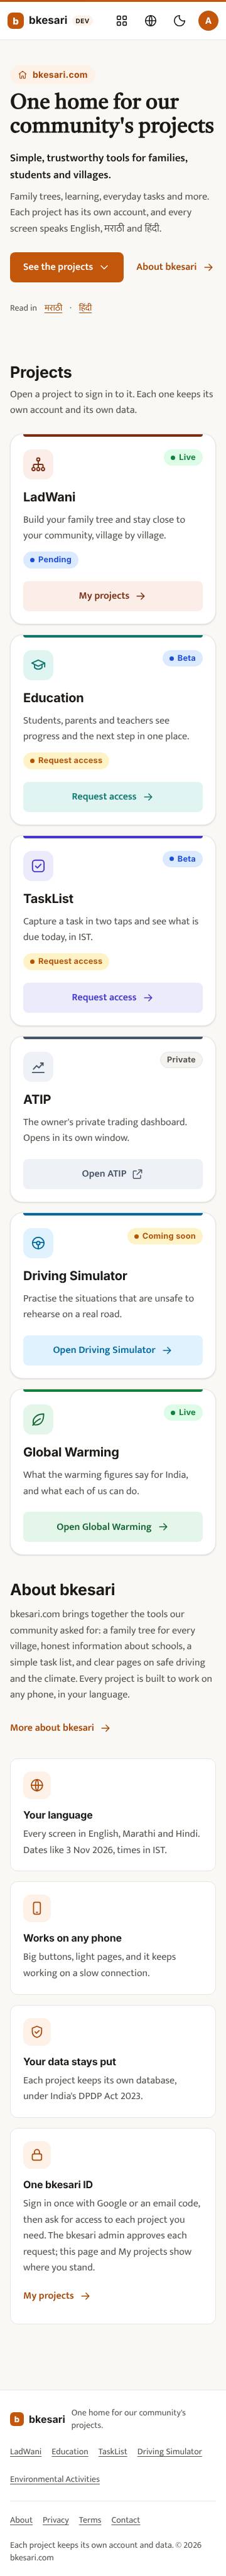 b bkesari DEV A
bkesari.com
One home for our
community's projects
Simple, trustworthy tools for families,
students and villages.
Family trees, learning, everyday tasks and more.
Each project has its own account, and every
screen speaks English, मराठी and हिंदी.
See the projects
About bkesari
Read in मराठी · हिंदी
Projects
Open a project to sign in to it. Each one keeps its
own account and its own data.
Live
LadWani
Build your family tree and stay close to
your community, village by village.
Pending
My projects
Beta
Education
Students, parents and teachers see
progress and the next step in one place.
Request access
Request access
Beta
TaskList
Capture a task in two taps and see what is
due today, in IST.
Request access
Request access
Private
ATIP
The owner's private trading dashboard.
Opens in its own window.
Open ATIP
Coming soon
Driving Simulator
Practise the situations that are unsafe to
rehearse on a real road.
Open Driving Simulator
Live
Global Warming
What the warming figures say for India,
and what each of us can do.
Open Global Warming
About bkesari
bkesari.com brings together the tools our
community asked for: a family tree for every
village, honest information about schools, a
simple task list, and clear pages on safe driving
and the climate. Every project is built to work on
any phone, in your language.
More about bkesari
Your language
Every screen in English, Marathi and Hindi.
Dates like 3 Nov 2026, times in IST.
Works on any phone
Big buttons, light pages, and it keeps
working on a slow connection.
Your data stays put
Each project keeps its own database,
under India's DPDP Act 2023.
One bkesari ID
Sign in once with Google or an email code,
then ask for access to each project you
need. The bkesari admin approves each
request; this page and My projects show
where you stand.
My projects
b bkesari
One home for our community's
projects.
LadWani Education TaskList Driving Simulator
Environmental Activities
About Privacy Terms Contact
Each project keeps its own account and data. © 2026
bkesari.com